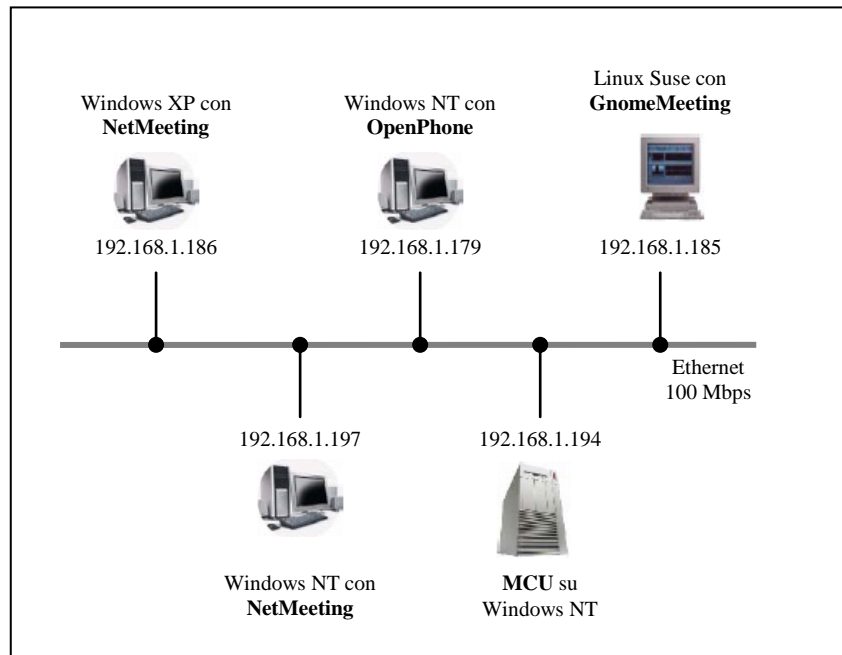 Windows XP con
NetMeeting
192.168.1.186
Windows NT con
OpenPhone
192.168.1.179
Linux Suse con
GnomeMeeting
192.168.1.185
Ethernet
100 Mbps
192.168.1.197
Windows NT con
NetMeeting
192.168.1.194
MCU su
Windows NT